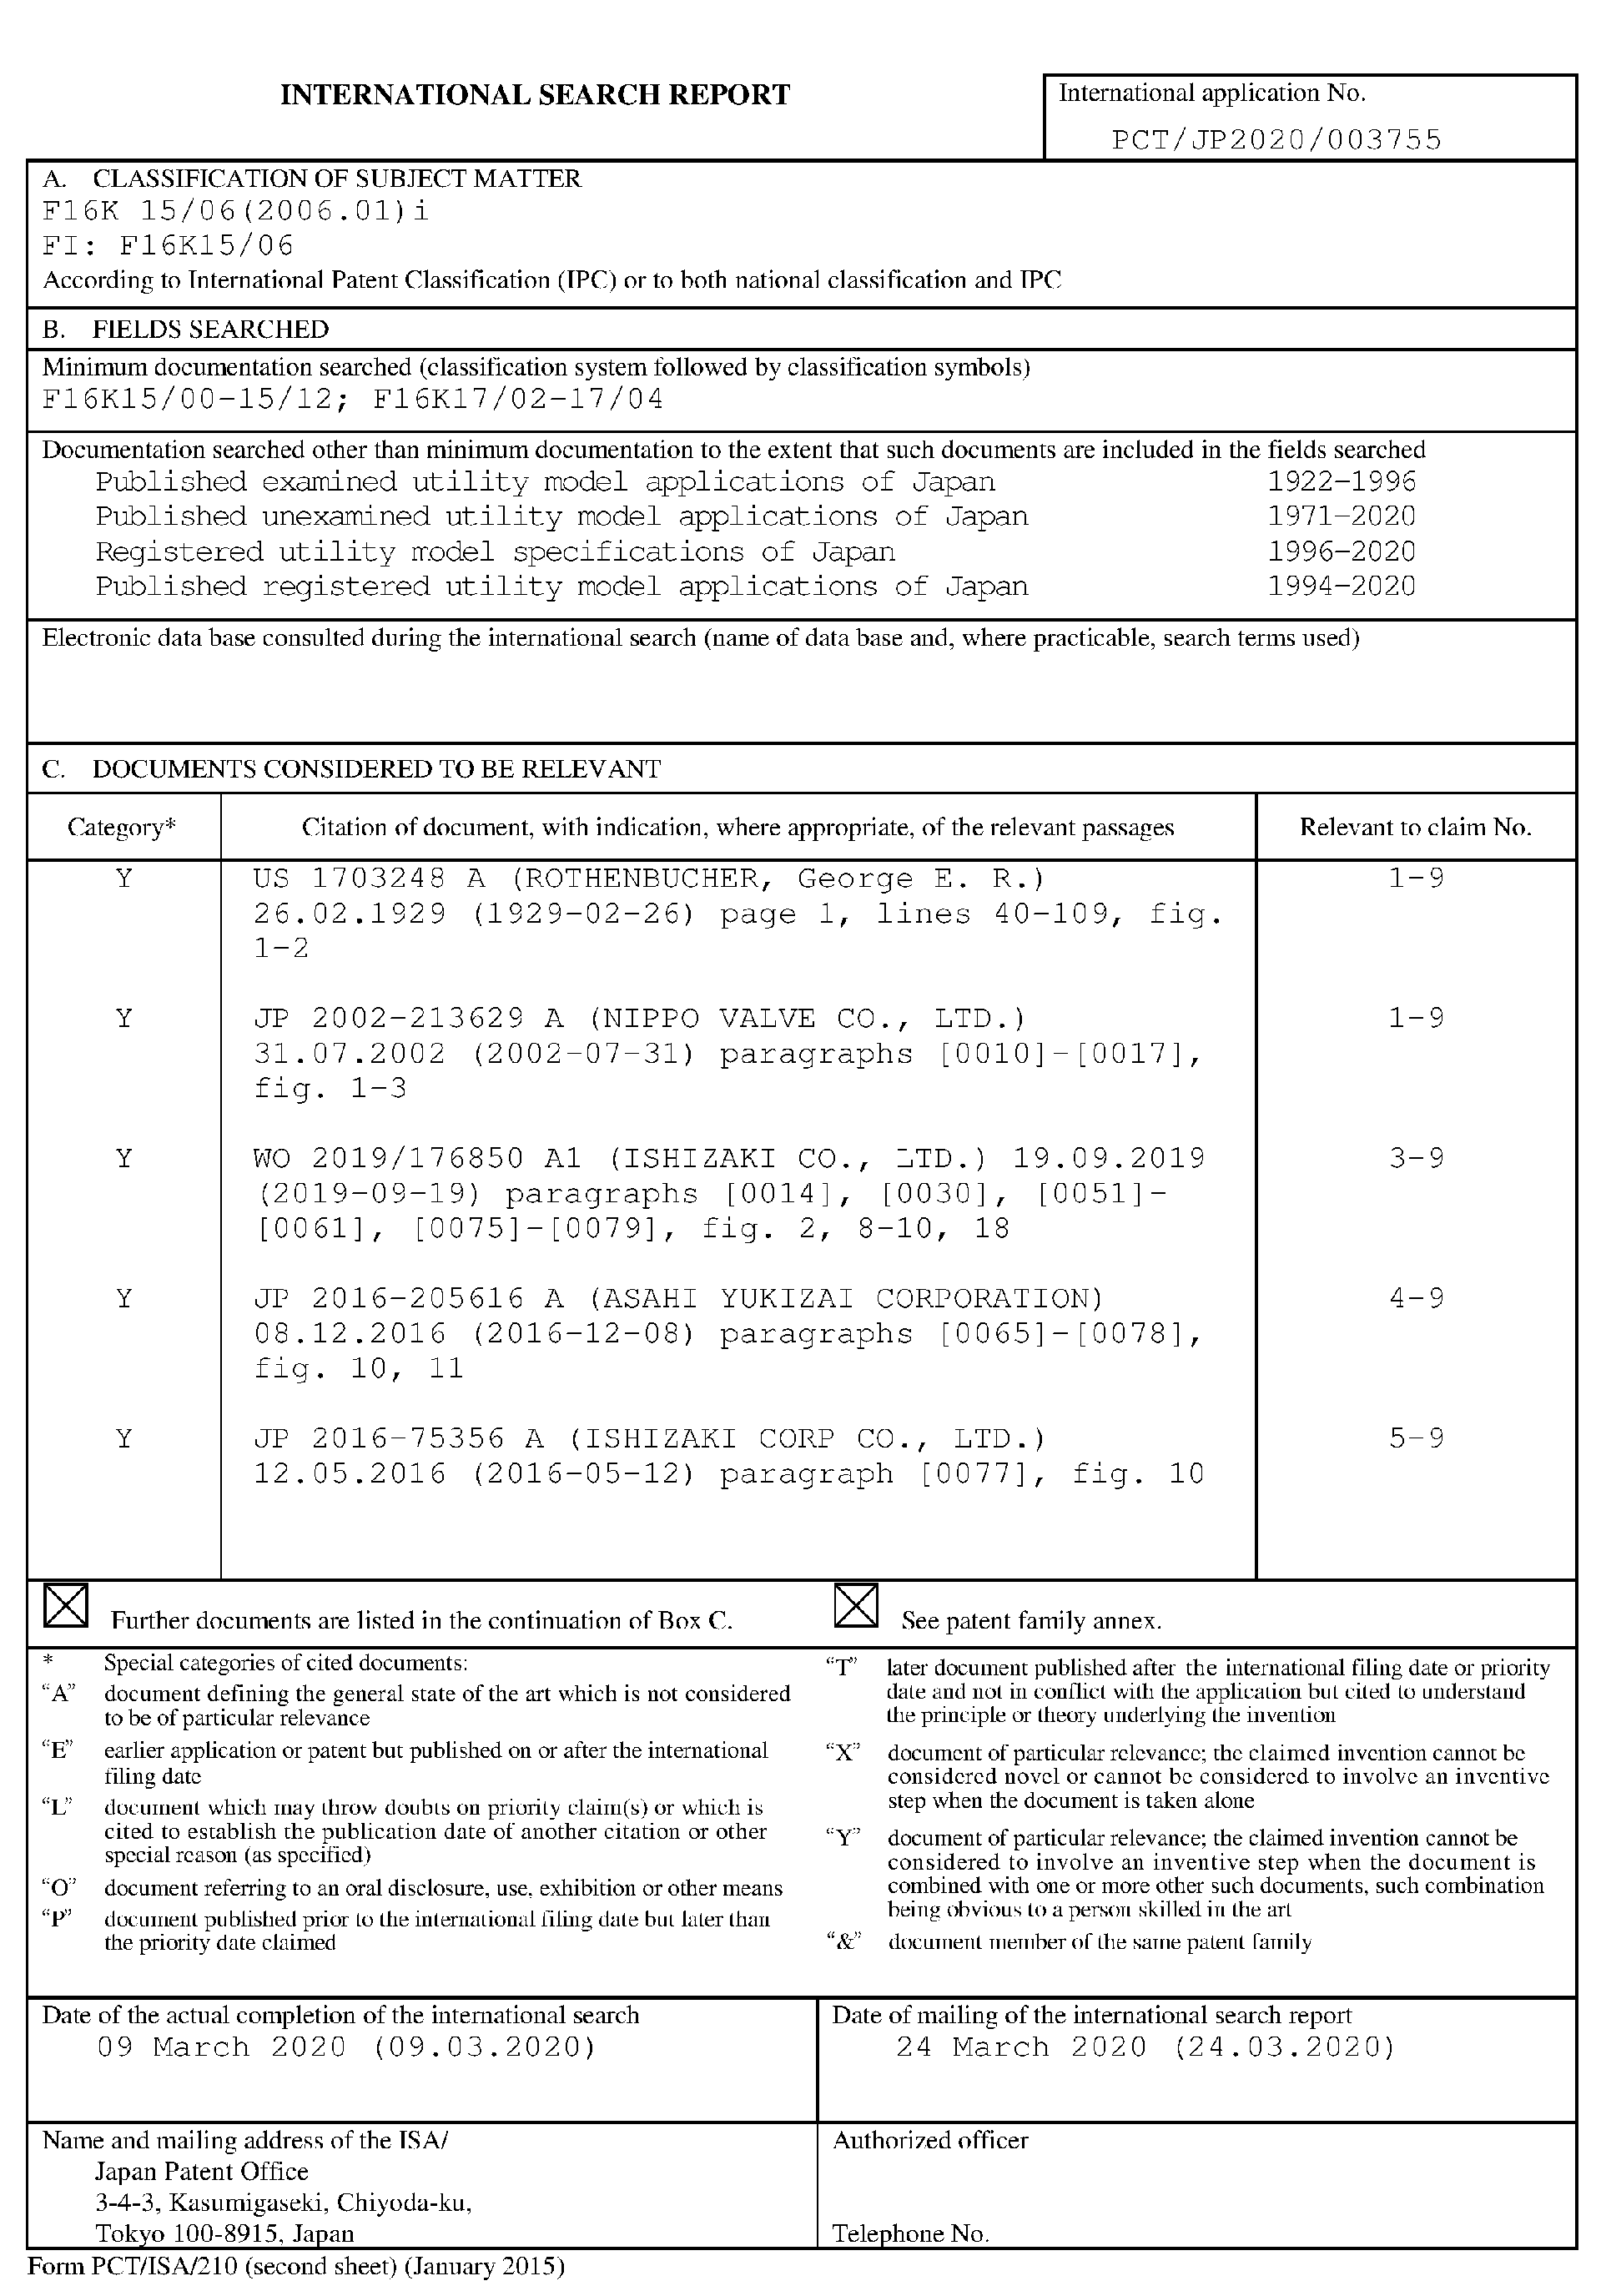 INTERNATIONAL SEARCH REPORT
International application No.
PCT/JP2020/003755
A. CLASSIFICATION OF SUBJECT MATTER
F16K 15/06(2006.01)i
FI: F16K15/06
According to International Patent Classification (IPC) or to both national classification and IPC
B. FIELDS SEARCHED
Minimum documentation searched (classification system followed by classification symbols)
F16K15/00-15/12; F16K17/02-17/04
Documentation searched other than minimum documentation to the extent that such documents are included in the fields searched
Published examined utility model applications of Japan 1922-1996
Published unexamined utility model applications of Japan 1971-2020
Registered utility model specifications of Japan 1996-2020
Published registered utility model applications of Japan 1994-2020
Electronic data base consulted during the international search (name of data base and, where practicable, search terms used)
C. DOCUMENTS CONSIDERED TO BE RELEVANT
Category* Citation of document, with indication, where appropriate, of the relevant passages Relevant to claim No.
Y US 1703248 A (ROTHENBUCHER, George E. R.) 1-9
26.02.1929 (1929-02-26) page 1, lines 40-109, fig.
1-2
Y JP 2002-213629 A (NIPPO VALVE CO., LTD.) 1-9
31.07.2002 (2002-07-31) paragraphs [0010]-[0017],
fig. 1-3
Y WO 2019/176850 A1 (ISHIZAKI CO., LTD.) 19.09.2019 3-9
(2019-09-19) paragraphs [0014], [0030], [0051]-
[0061], [0075]-[0079], fig. 2, 8-10, 18
Y JP 2016-205616 A (ASAHI YUKIZAI CORPORATION) 4-9
08.12.2016 (2016-12-08) paragraphs [0065]-[0078],
fig. 10, 11
Y JP 2016-75356 A (ISHIZAKI CORP CO., LTD.) 5-9
12.05.2016 (2016-05-12) paragraph [0077], fig. 10
Further documents are listed in the continuation of Box C.
See patent family annex.
* Special categories of cited documents:
"A" document defining the general state of the art which is not considered
to be of particular relevance
"E" earlier application or patent but published on or after the international
filing date
"L" document which may throw doubts on priority claim(s) or which is
cited to establish the publication date of another citation or other
special reason (as specified)
"O" document referring to an oral disclosure, use, exhibition or other means
"P" document published prior to the international filing date but later than
the priority date claimed
"T" later document published after the international filing date or priority
date and not in conflict with the application but cited to understand
the principle or theory underlying the invention
"X" document of particular relevance; the claimed invention cannot be
considered novel or cannot be considered to involve an inventive
step when the document is taken alone
"Y" document of particular relevance; the claimed invention cannot be
considered to involve an inventive step when the document is
combined with one or more other such documents, such combination
being obvious to a person skilled in the art
"&" document member of the same patent family
Date of the actual completion of the international search
09 March 2020 (09.03.2020)
Date of mailing of the international search report
24 March 2020 (24.03.2020)
Name and mailing address of the ISA/
Japan Patent Office
3-4-3, Kasumigaseki, Chiyoda-ku,
Tokyo 100-8915, Japan
Authorized officer
Telephone No.
Form PCT/ISA/210 (second sheet) (January 2015)